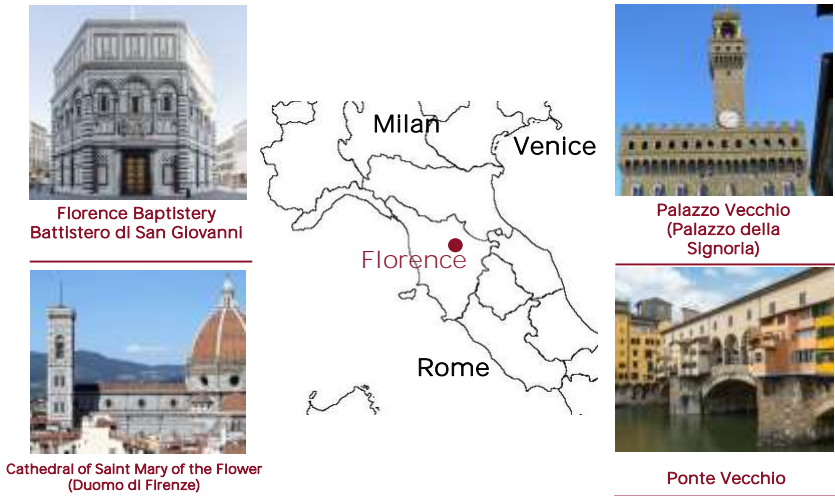 Florence Baptistery
Battistero di San Giovanni
Cathedral of Saint Mary of the Flower
(Duomo di Firenze)
Milan
Venice
Florence
Rome
Palazzo Vecchio
(Palazzo della
Signoria)
Ponte Vecchio